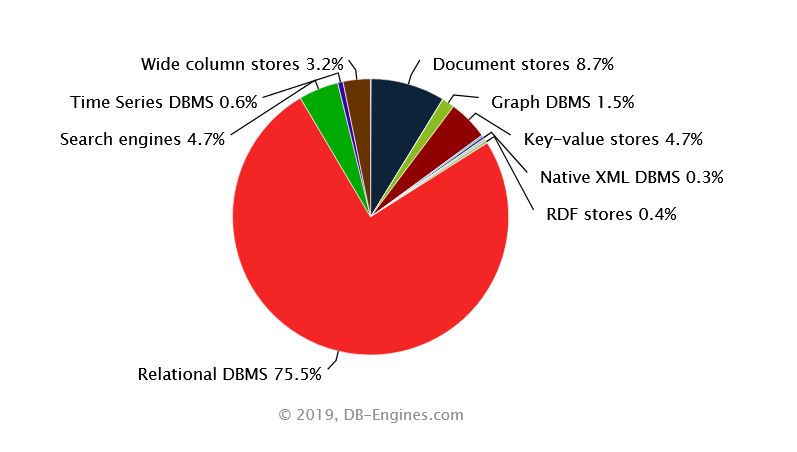 Wide column stores 3.2%
Document stores 8.7%
Time Series DBMS 0.6%
Graph DBMS 1.5%
Search engines 4.7%
Key-value stores 4.7%
Native XML DBMS 0.3%
RDF stores 0.4%
Relational DBMS 75.5%
© 2019, DB-Engines.com